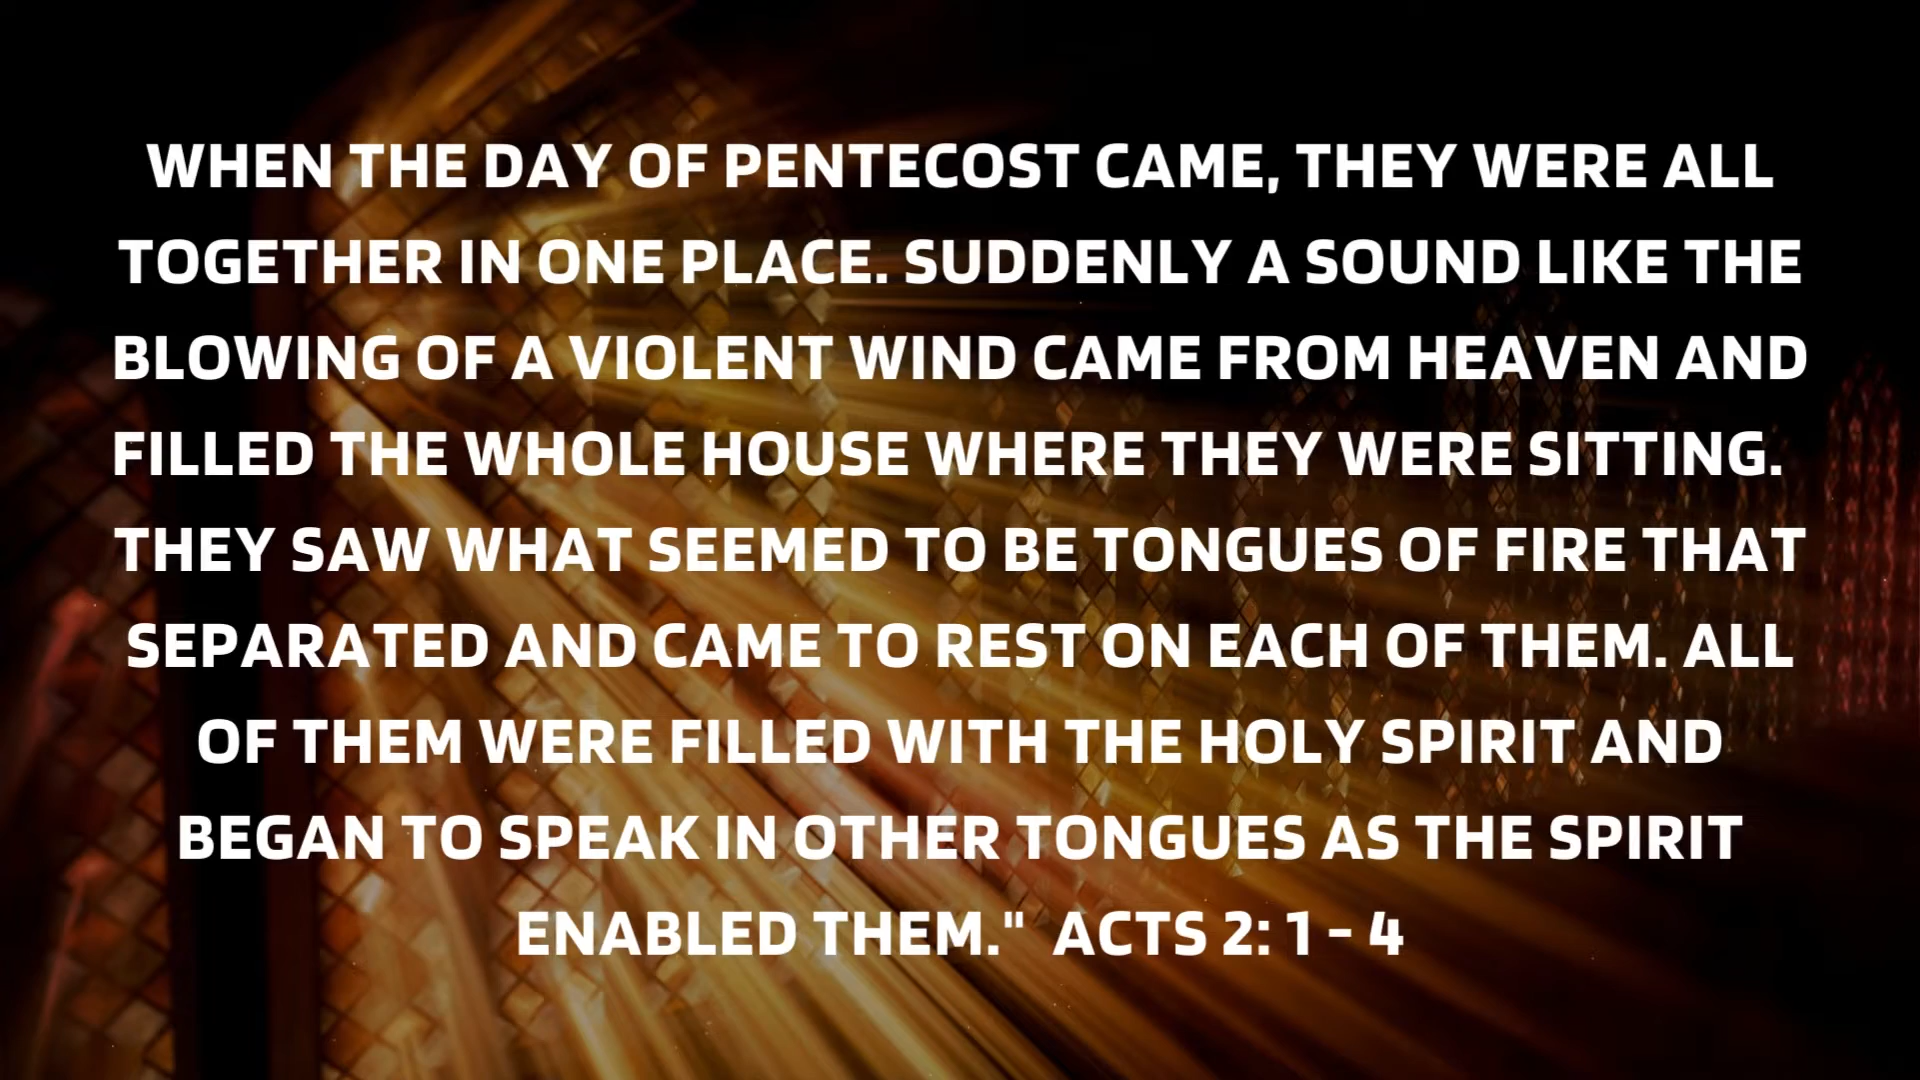 WHEN THE DAY OF PENTECOST CAME, THEY WERE ALL
TOGETHER IN ONE PLACE. SUDDENLY A SOUND LIKE THE
BLOWING OF A VIOLENT WIND CAME FROM HEAVEN AND
FILLED THE WHOLE HOUSE WHERE THEY WERE SITTING.
THEY SAW WHAT SEEMED TO BE TONGUES OF FIRE THAT
SEPARATED AND CAME TO REST ON EACH OF THEM. ALL
OF THEM WERE FILLED WITH THE HOLY SPIRIT AND
BEGAN TO SPEAK IN OTHER TONGUES AS THE SPIRIT
ENABLED THEM." ACTS 2: 1 - 4